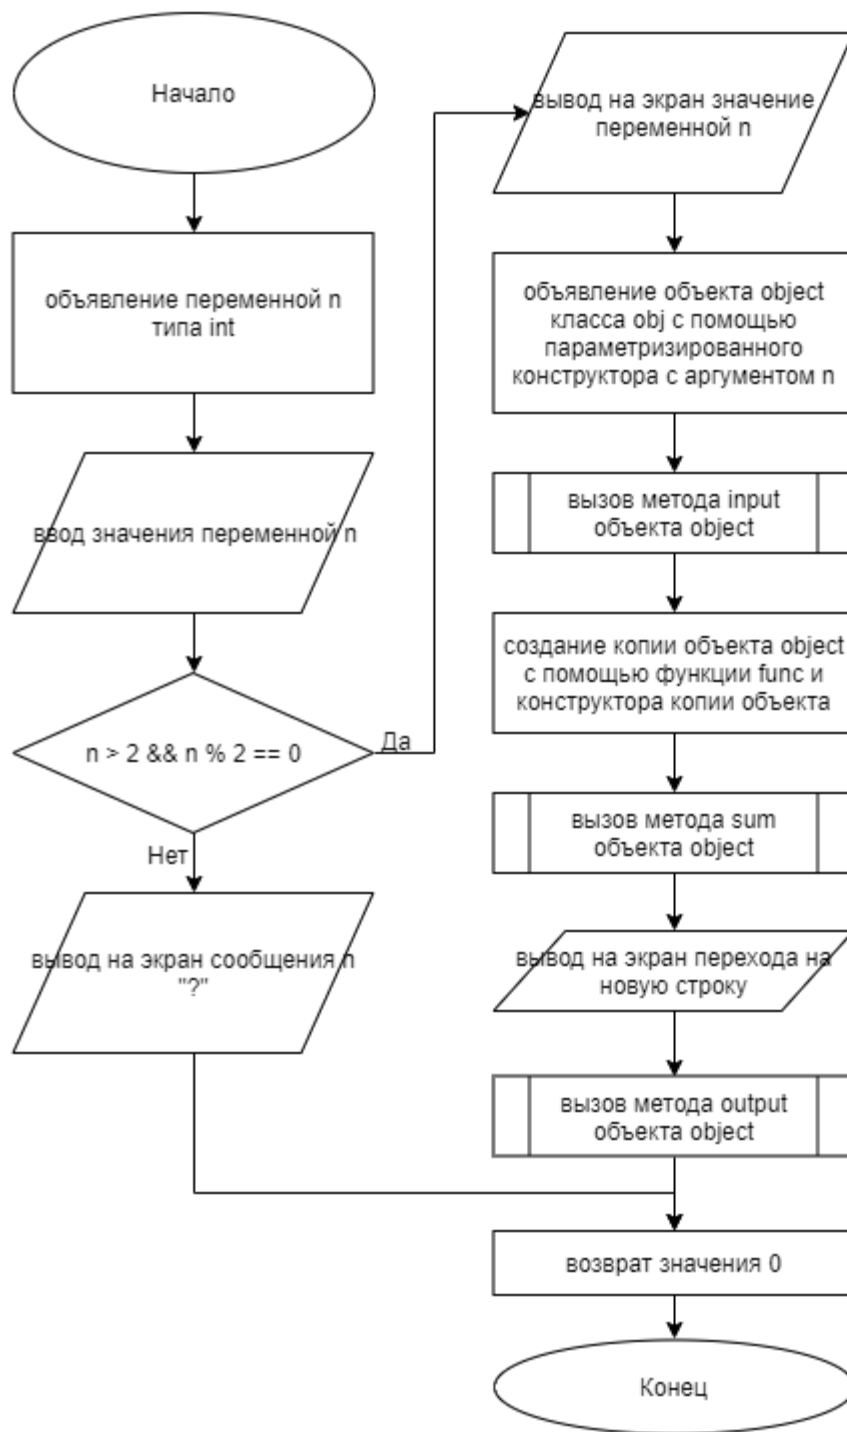 Начало
объявление переменной n
типа int
ввод значения переменной n
n > 2 && n % 2 == 0
Да
Нет
вывод на экран сообщения n
"?"
вывод на экран значение
переменной n
объявление объекта object
класса obj с помощью
параметризированного
конструктора с аргументом n
вызов метода input
объекта object
создание копии объекта object
с помощью функции func и
конструктора копии объекта
вызов метода sum
объекта object
вывод на экран перехода на
новую строку
вызов метода output
объекта object
возврат значения 0
Конец